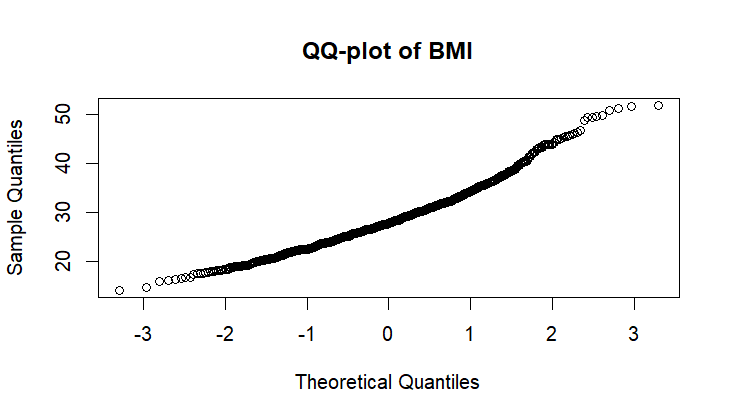 QQ-plot of BMI
Sample Quantiles
50
40
30
20
-3 -2 -1 0 1 2 3
Theoretical Quantiles